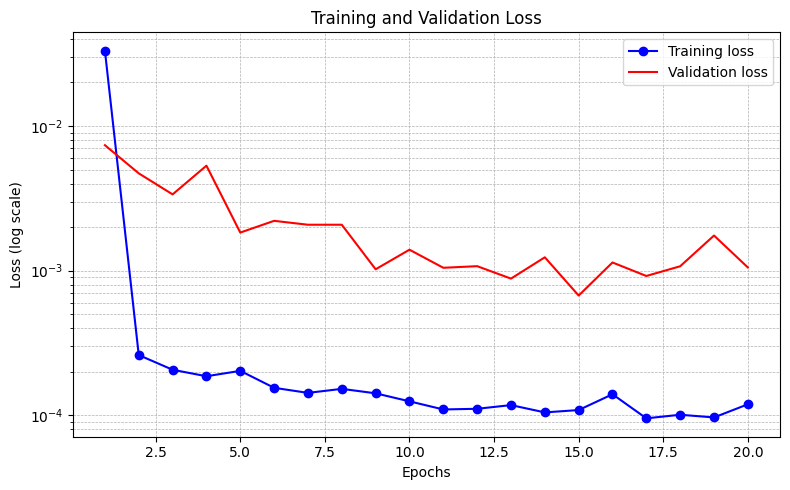 Training and Validation Loss
Training loss
Validation loss
Loss (log scale)
10⁻²
10⁻³
10⁻⁴
2.5 5.0 7.5 10.0 12.5 15.0 17.5 20.0
Epochs